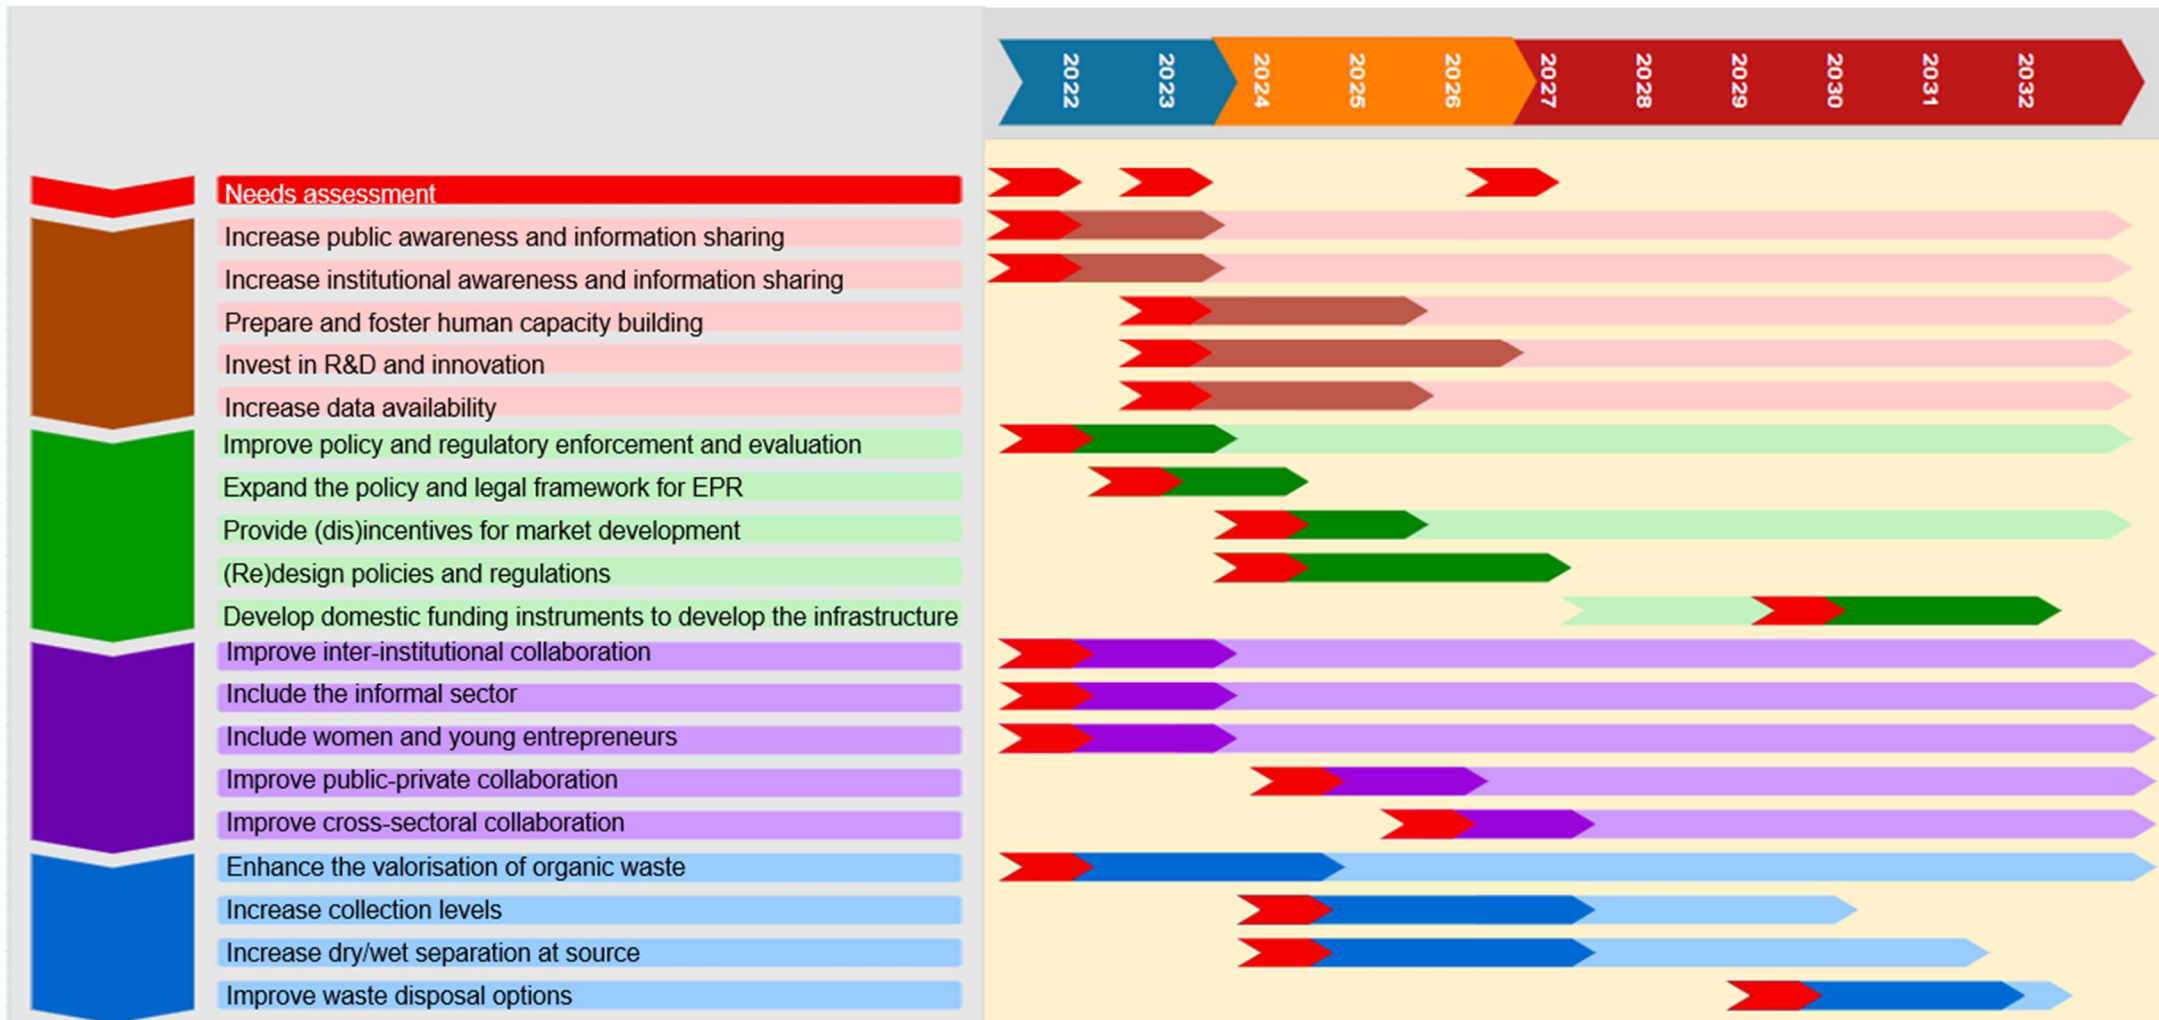 2022
2023
2024
2025
2026
2027
2028
2029
2030
2031
2032
Needs assessment
Increase public awareness and information sharing
Increase institutional awareness and information sharing
Prepare and foster human capacity building
Invest in R&D and innovation
Increase data availability
Improve policy and regulatory enforcement and evaluation
Expand the policy and legal framework for EPR
Provide (dis)incentives for market development
(Re)design policies and regulations
Develop domestic funding instruments to develop the infrastructure
Improve inter-institutional collaboration
Include the informal sector
Include women and young entrepreneurs
Improve public-private collaboration
Improve cross-sectoral collaboration
Enhance the valorisation of organic waste
Increase collection levels
Increase dry/wet separation at source
Improve waste disposal options